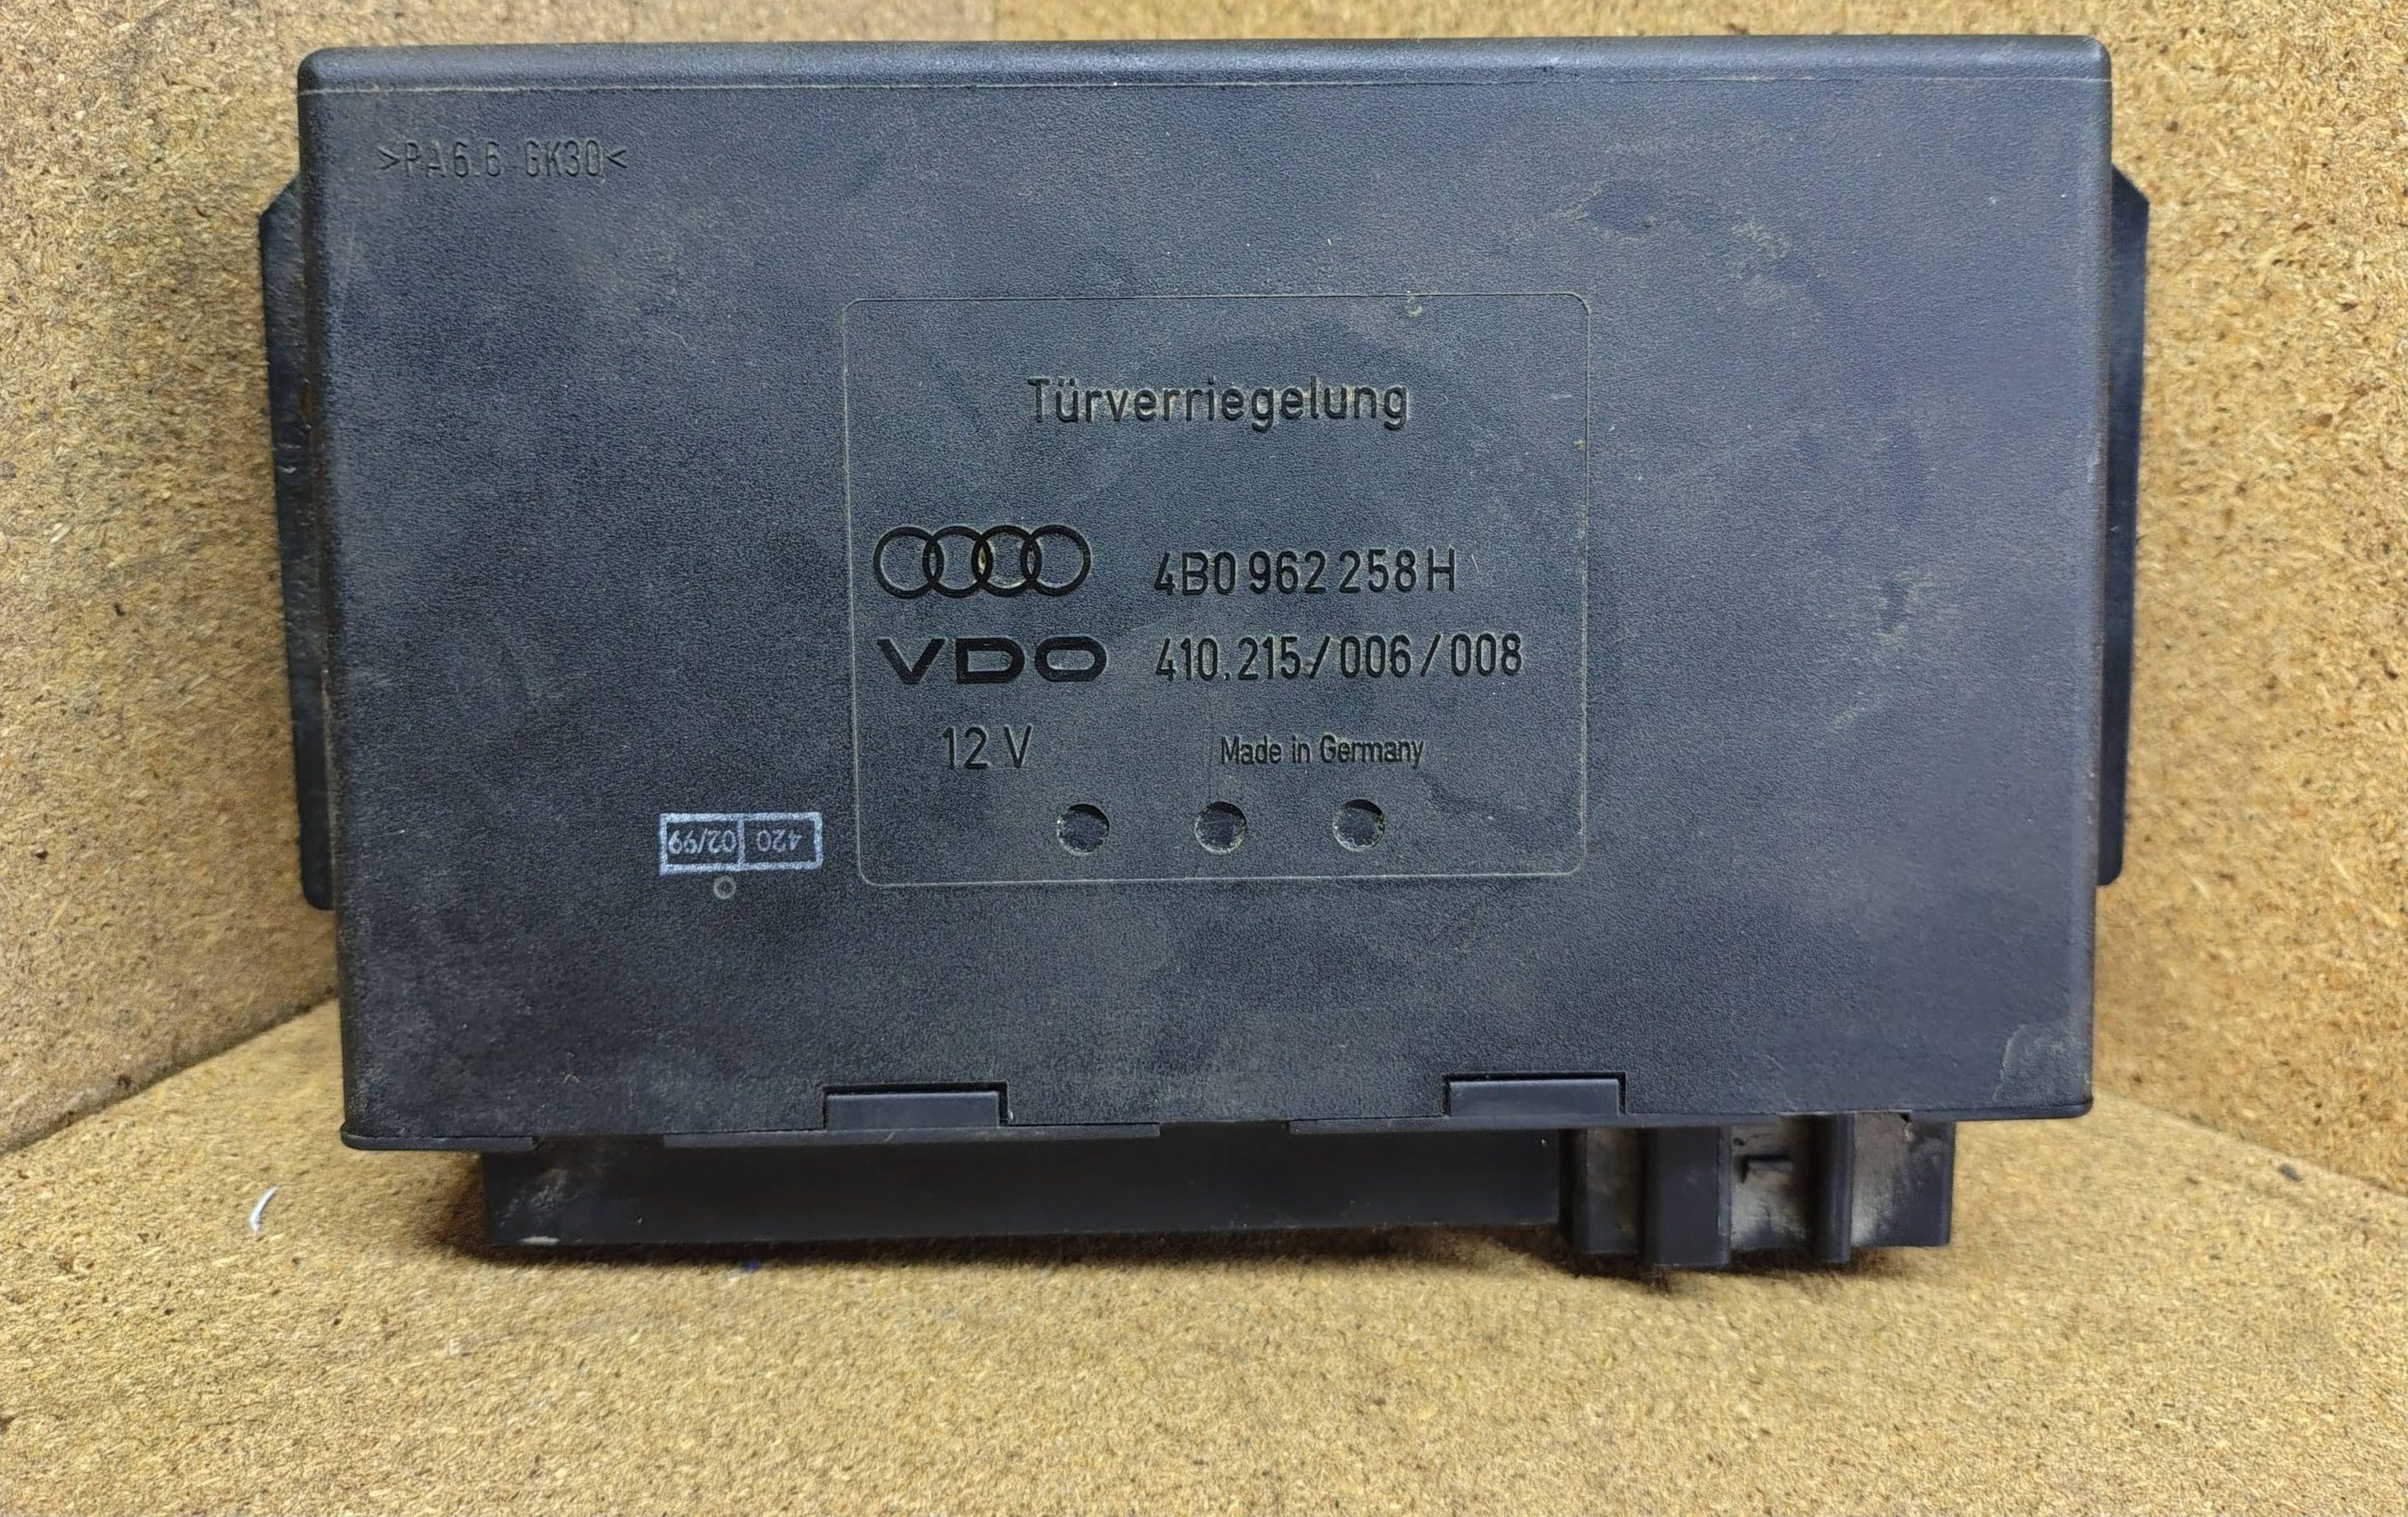 >PA6.6 GK30<
Türverriegelung
4B0 962 258 H
VDO 410.215/006/008
12 V Made in Germany
420 02/99